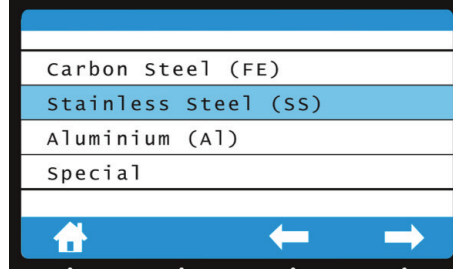 Carbon Steel (FE)
Stainless Steel (SS)
Aluminium (Al)
Special